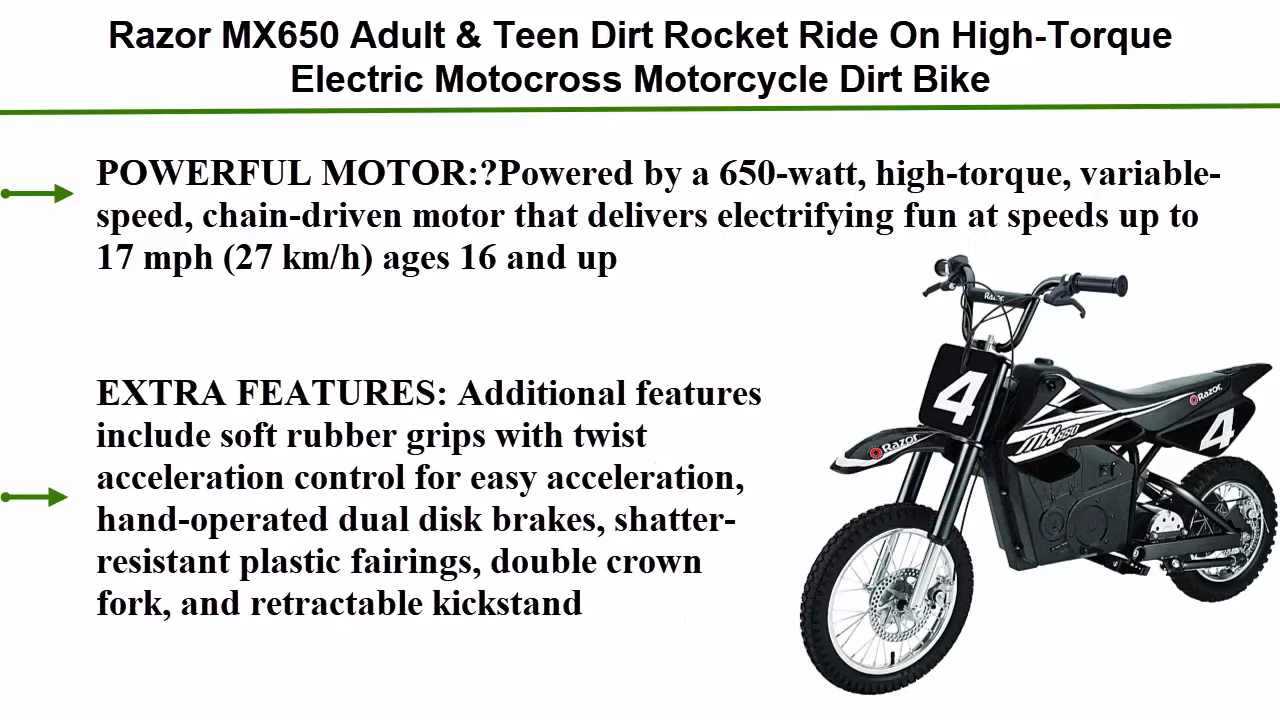 Razor MX650 Adult & Teen Dirt Rocket Ride On High-Torque
Electric Motocross Motorcycle Dirt Bike
POWERFUL MOTOR:?Powered by a 650-watt, high-torque, variable-
speed, chain-driven motor that delivers electrifying fun at speeds up to
17 mph (27 km/h) ages 16 and up
EXTRA FEATURES: Additional features
include soft rubber grips with twist
acceleration control for easy acceleration,
hand-operated dual disk brakes, shatter-
resistant plastic fairings, double crown
fork, and retractable kickstand
Razor
4
Razor
MX650
Razor
4